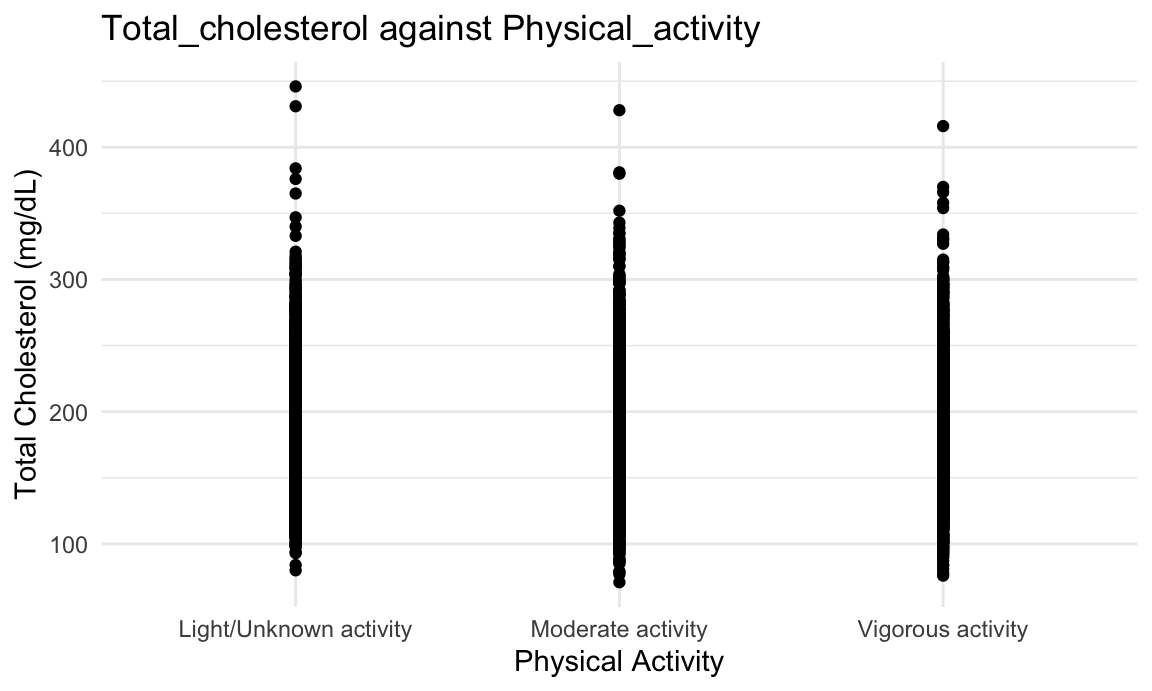 Total_cholesterol against Physical_activity
Total Cholesterol (mg/dL)
400
300
200
100
Light/Unknown activity Moderate activity Vigorous activity
Physical Activity